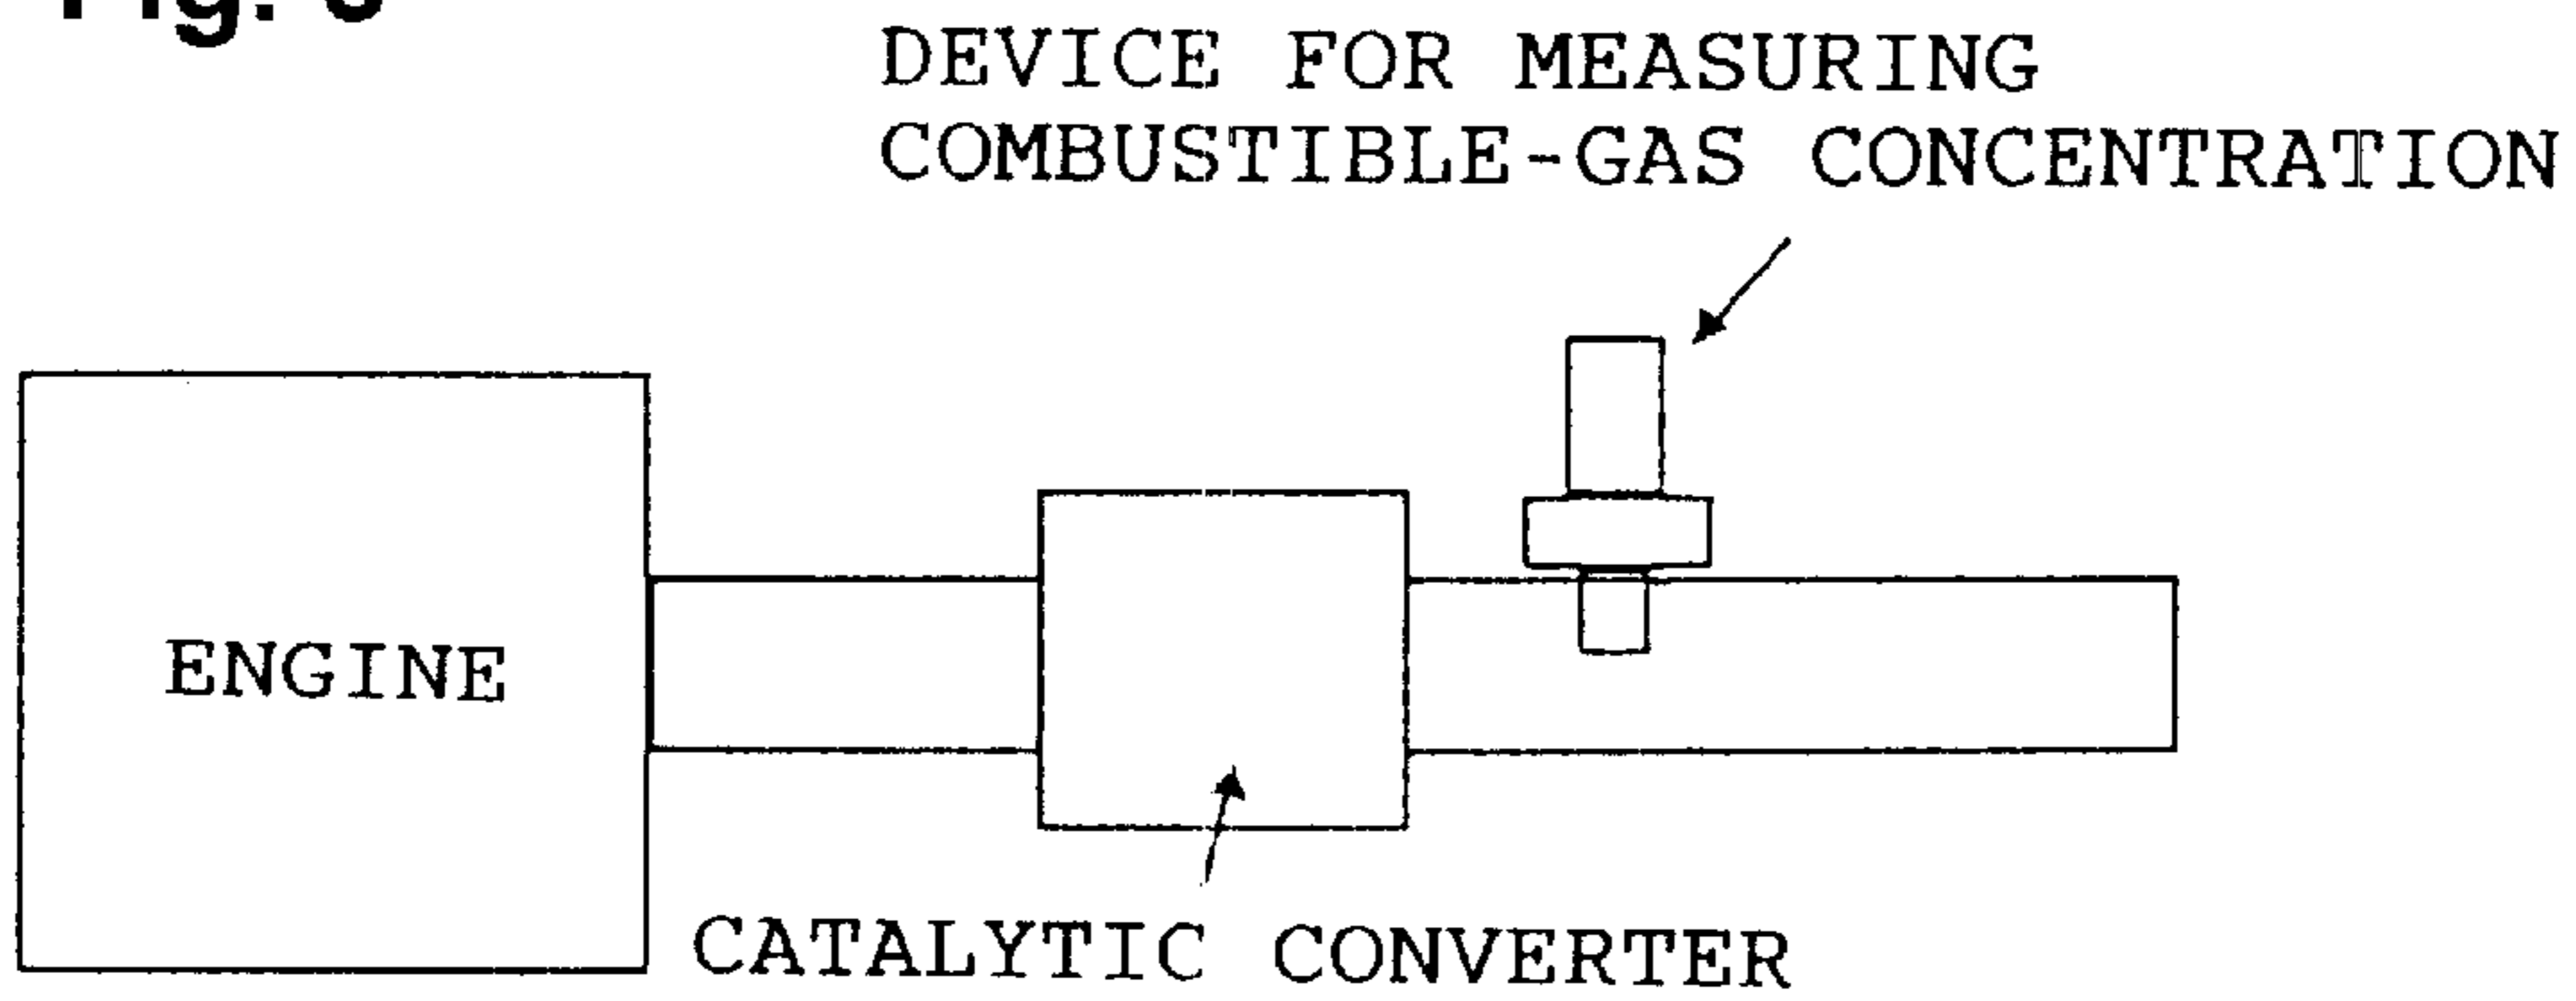 DEVICE FOR MEASURING
COMBUSTIBLE-GAS CONCENTRATION
ENGINE
CATALYTIC CONVERTER